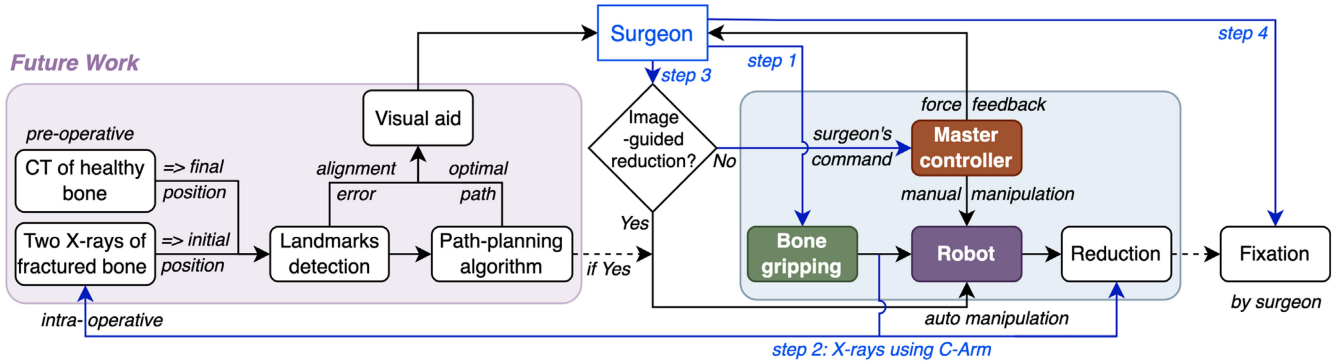 Surgeon
step 4
step 1
step 3
Future Work
Visual aid
pre-operative
CT of healthy
bone
=> final
position
Two X-rays of
fractured bone
=> initial
position
intra- operative
alignment
error
optimal
path
Landmarks
detection
Path-planning
algorithm
if Yes
Image
-guided
reduction?
No
Yes
surgeon's
command
force feedback
Master
controller
manual manipulation
Bone
gripping
Robot
Reduction
Fixation
by surgeon
auto manipulation
step 2: X-rays using C-Arm